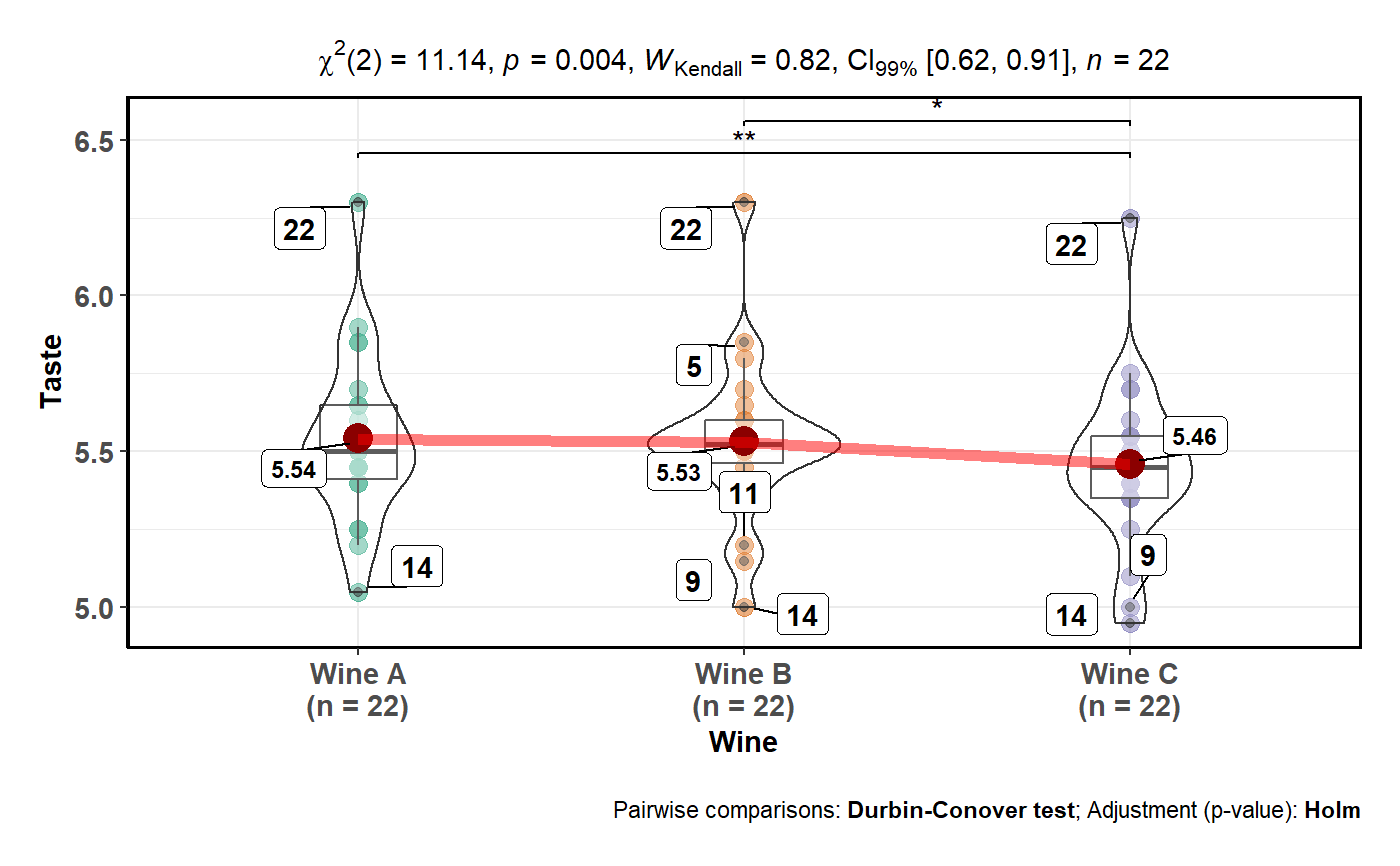 χ²(2) = 11.14, p = 0.004, W_Kendall = 0.82, CI_99% [0.62, 0.91], n = 22
*
**
6.5
6.0
5.5
5.0
Taste
22
5.54
14
22
5
5.53
11
9
14
22
5.46
9
14
Wine A
(n = 22)
Wine B
(n = 22)
Wine C
(n = 22)
Wine
Pairwise comparisons: Durbin-Conover test; Adjustment (p-value): Holm